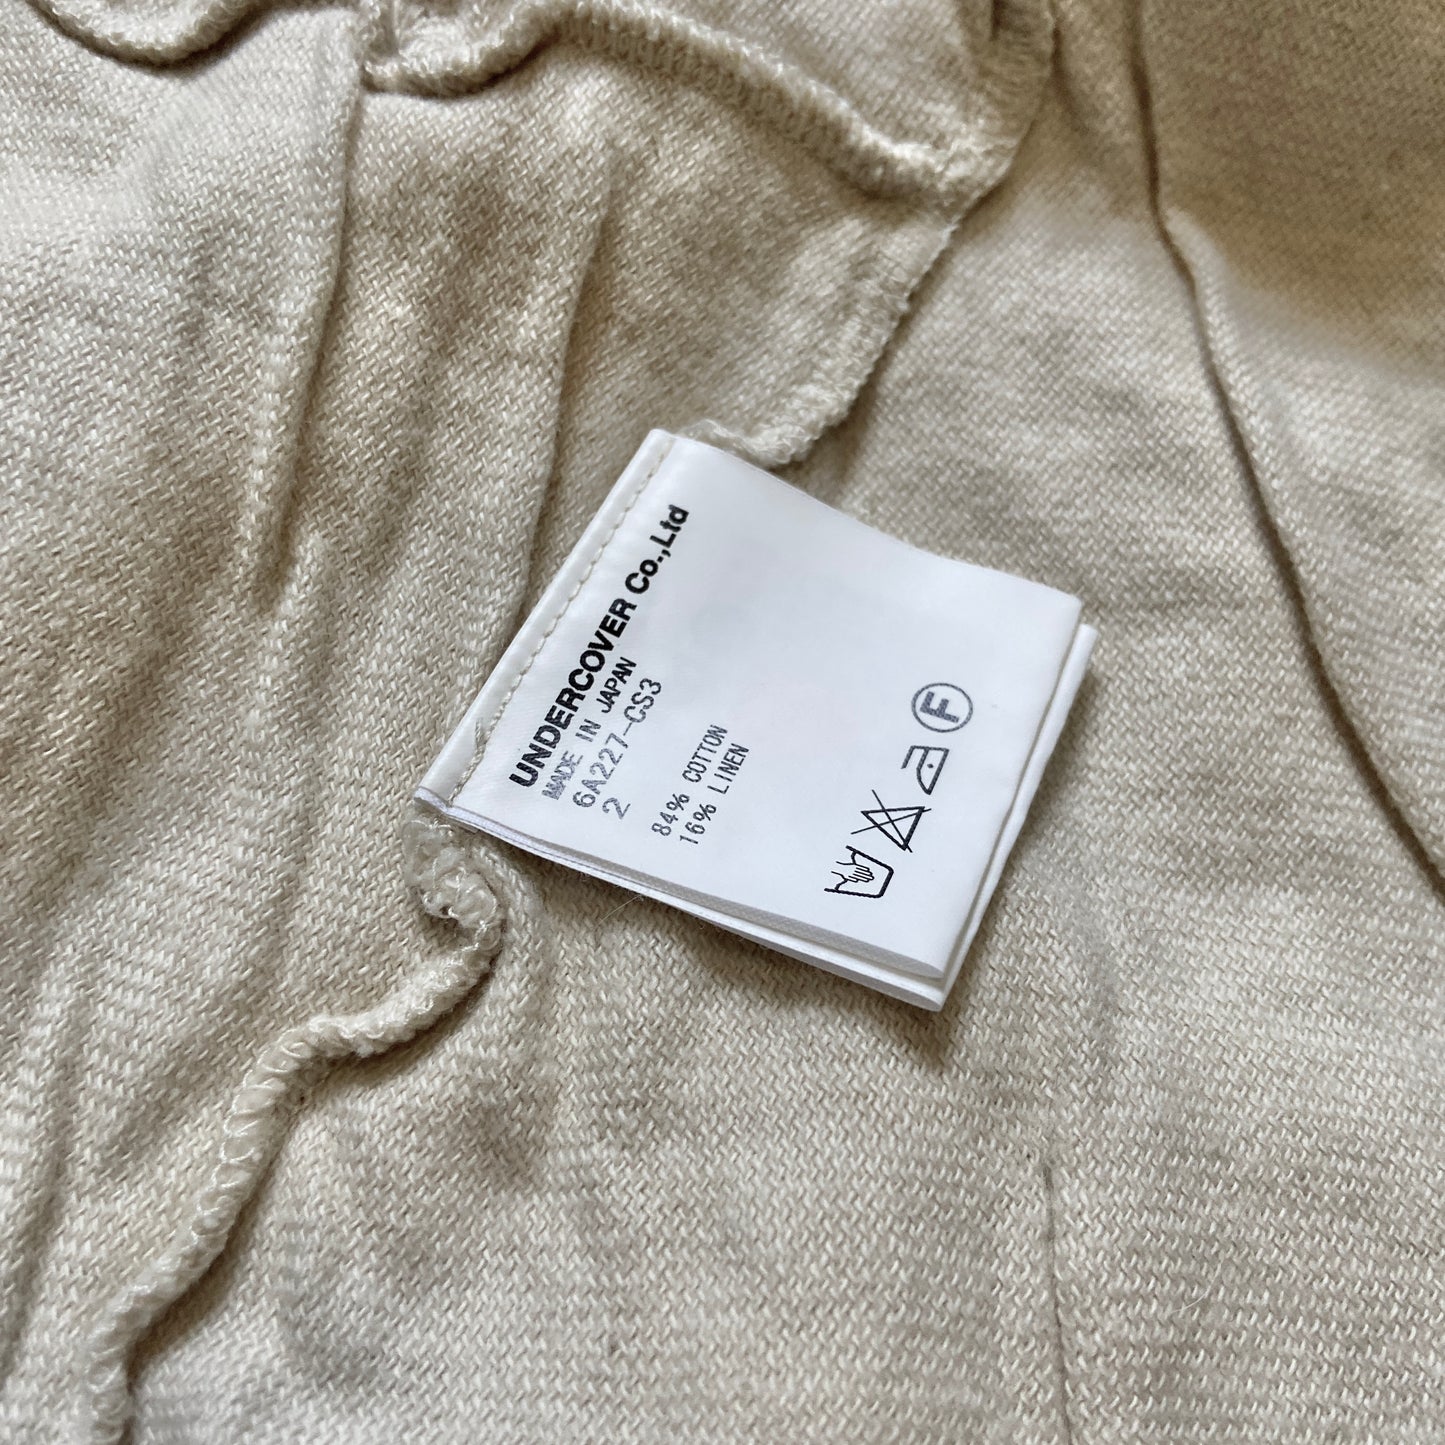 UNDERCOVER Co.,Ltd
MADE IN JAPAN
6A227-CS3
2
84% COTTON
16% LINEN
F